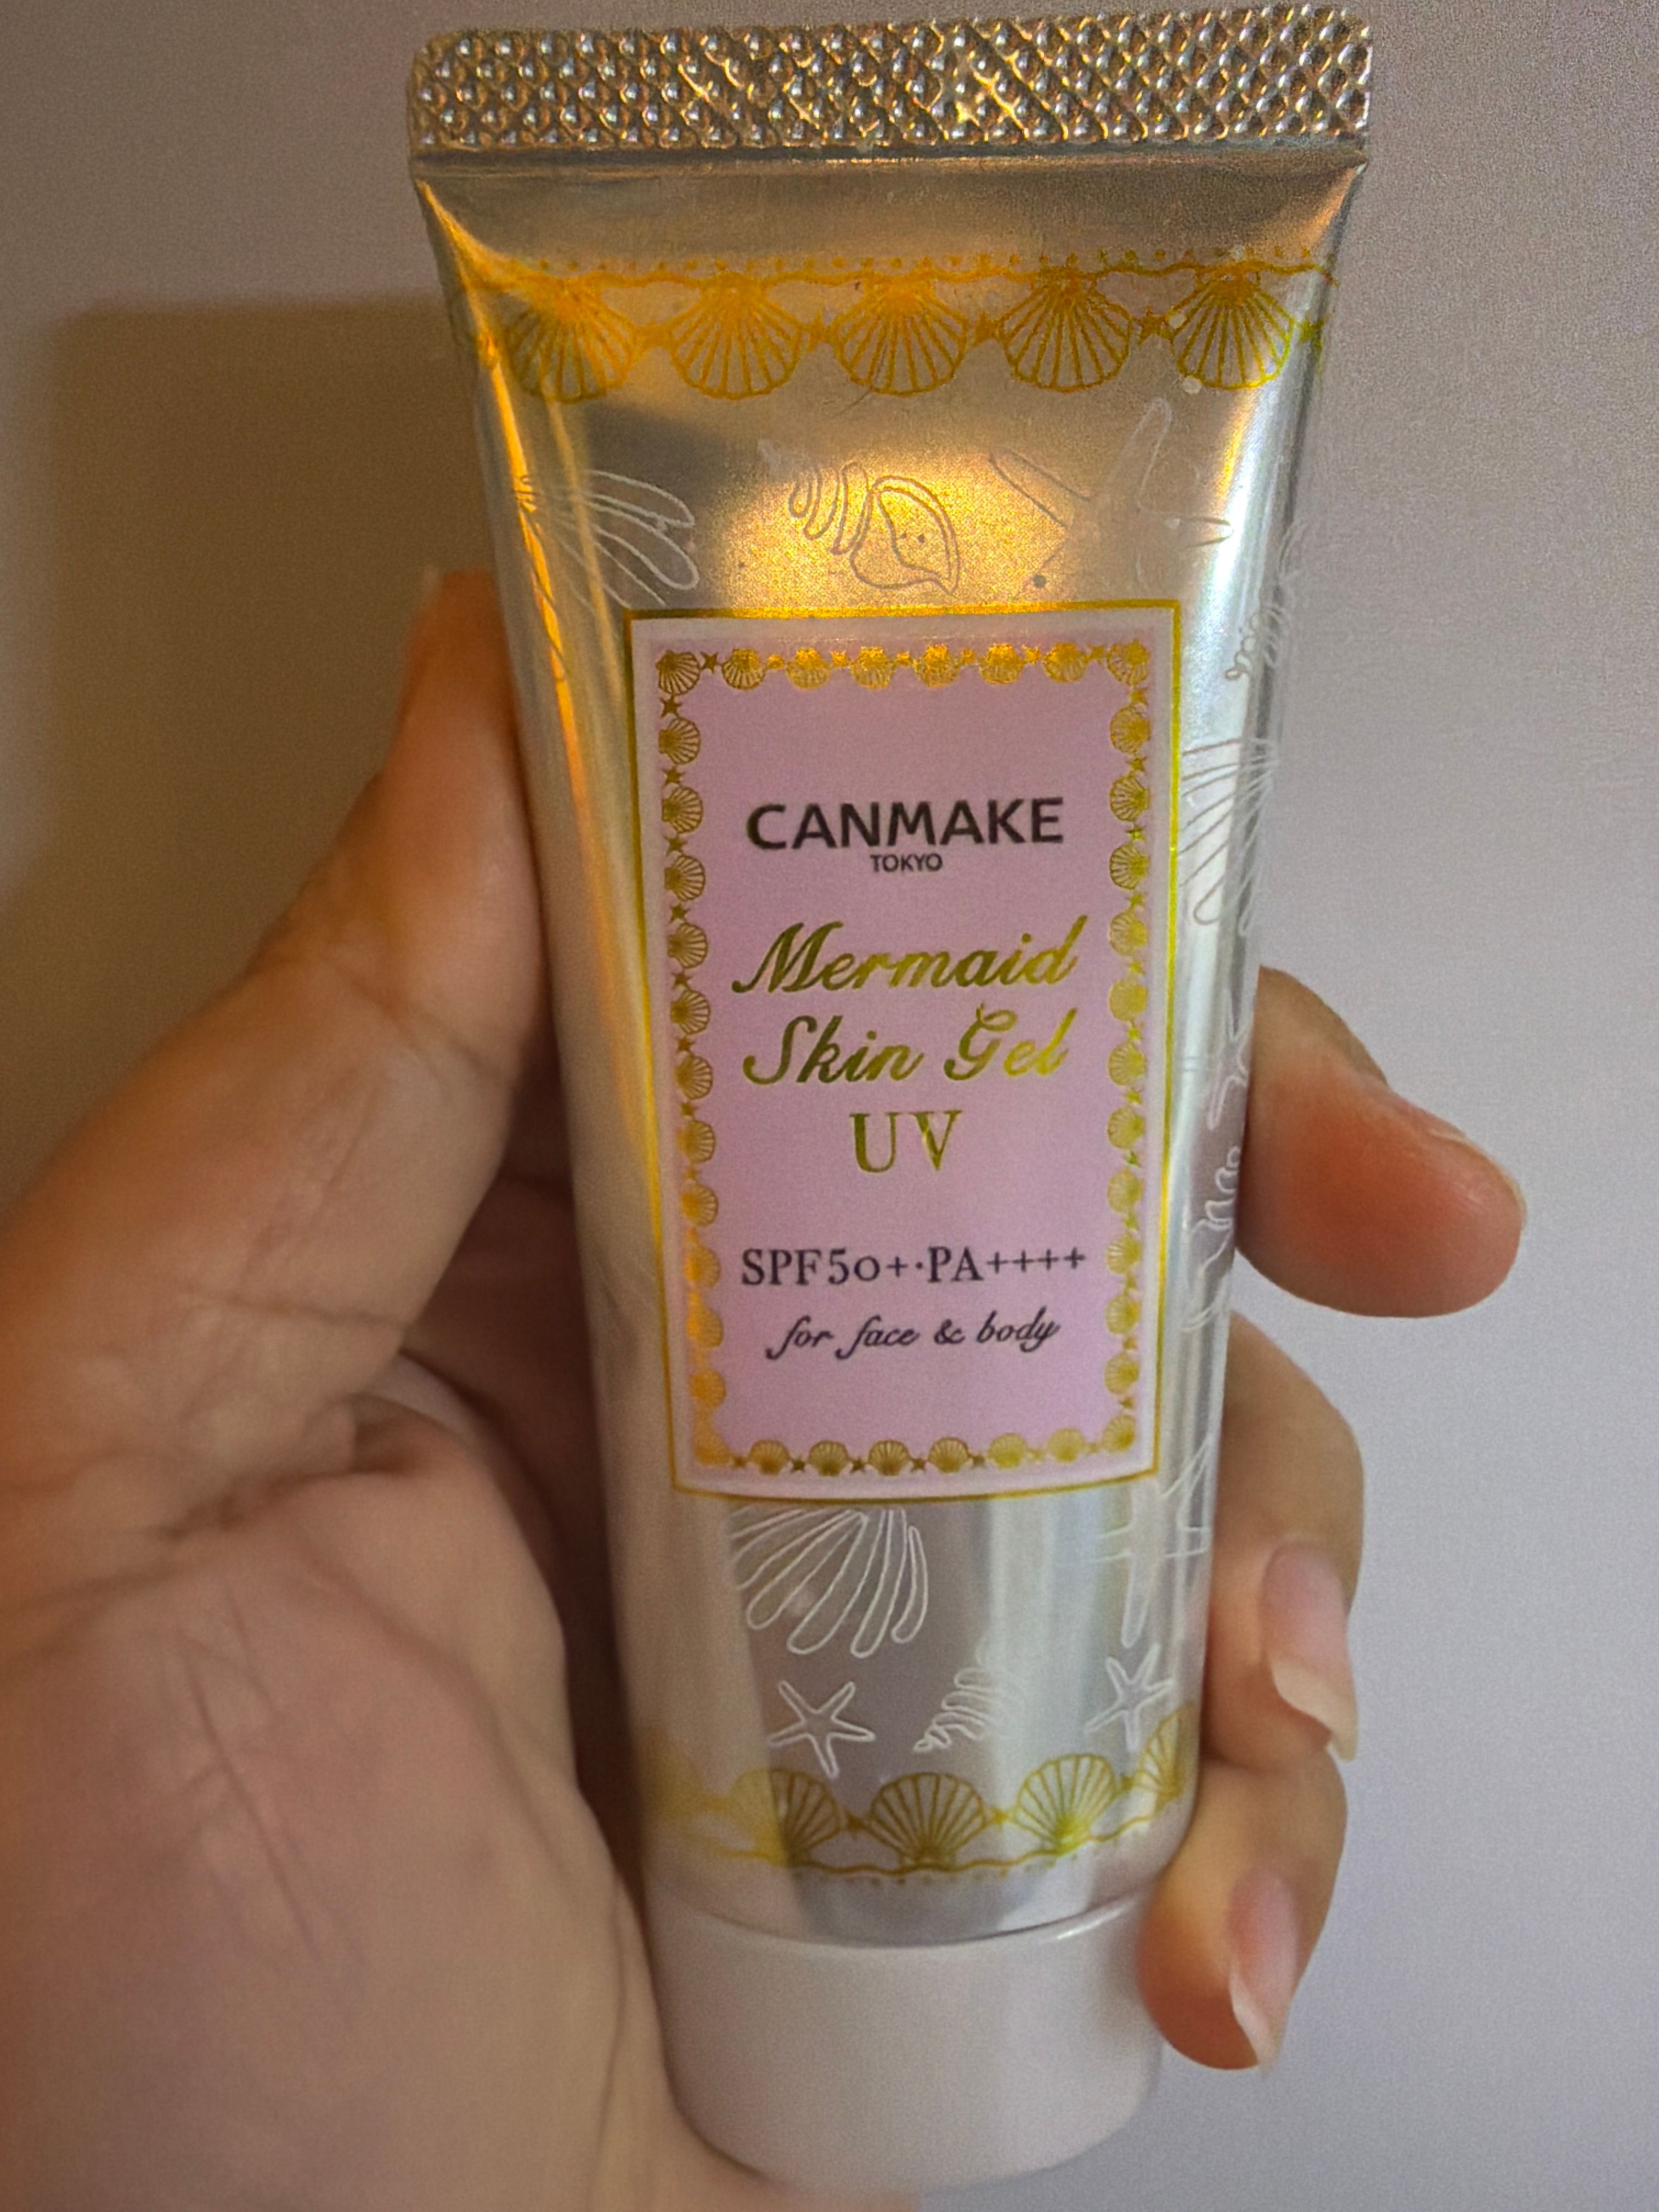 CANMAKE
TOKYO
Mermaid
Skin Gel
UV
SPF50+·PA++++
for face & body